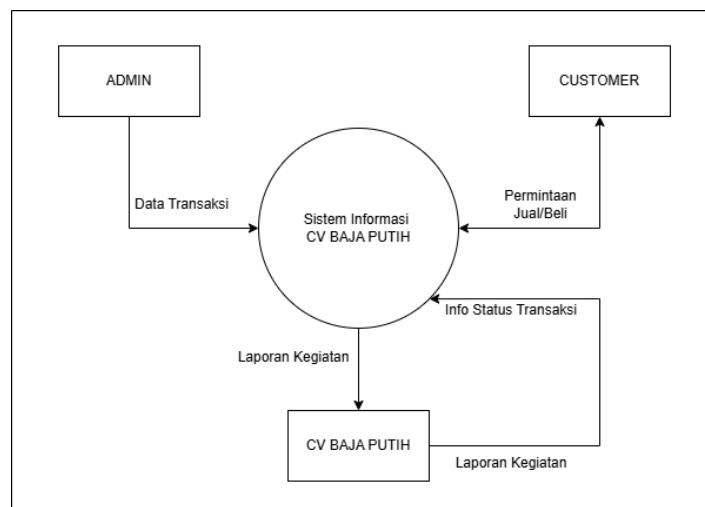 ADMIN
CUSTOMER
Data Transaksi
Sistem Informasi
CV BAJA PUTIH
Permintaan
Jual/Beli
Info Status Transaksi
Laporan Kegiatan
CV BAJA PUTIH
Laporan Kegiatan